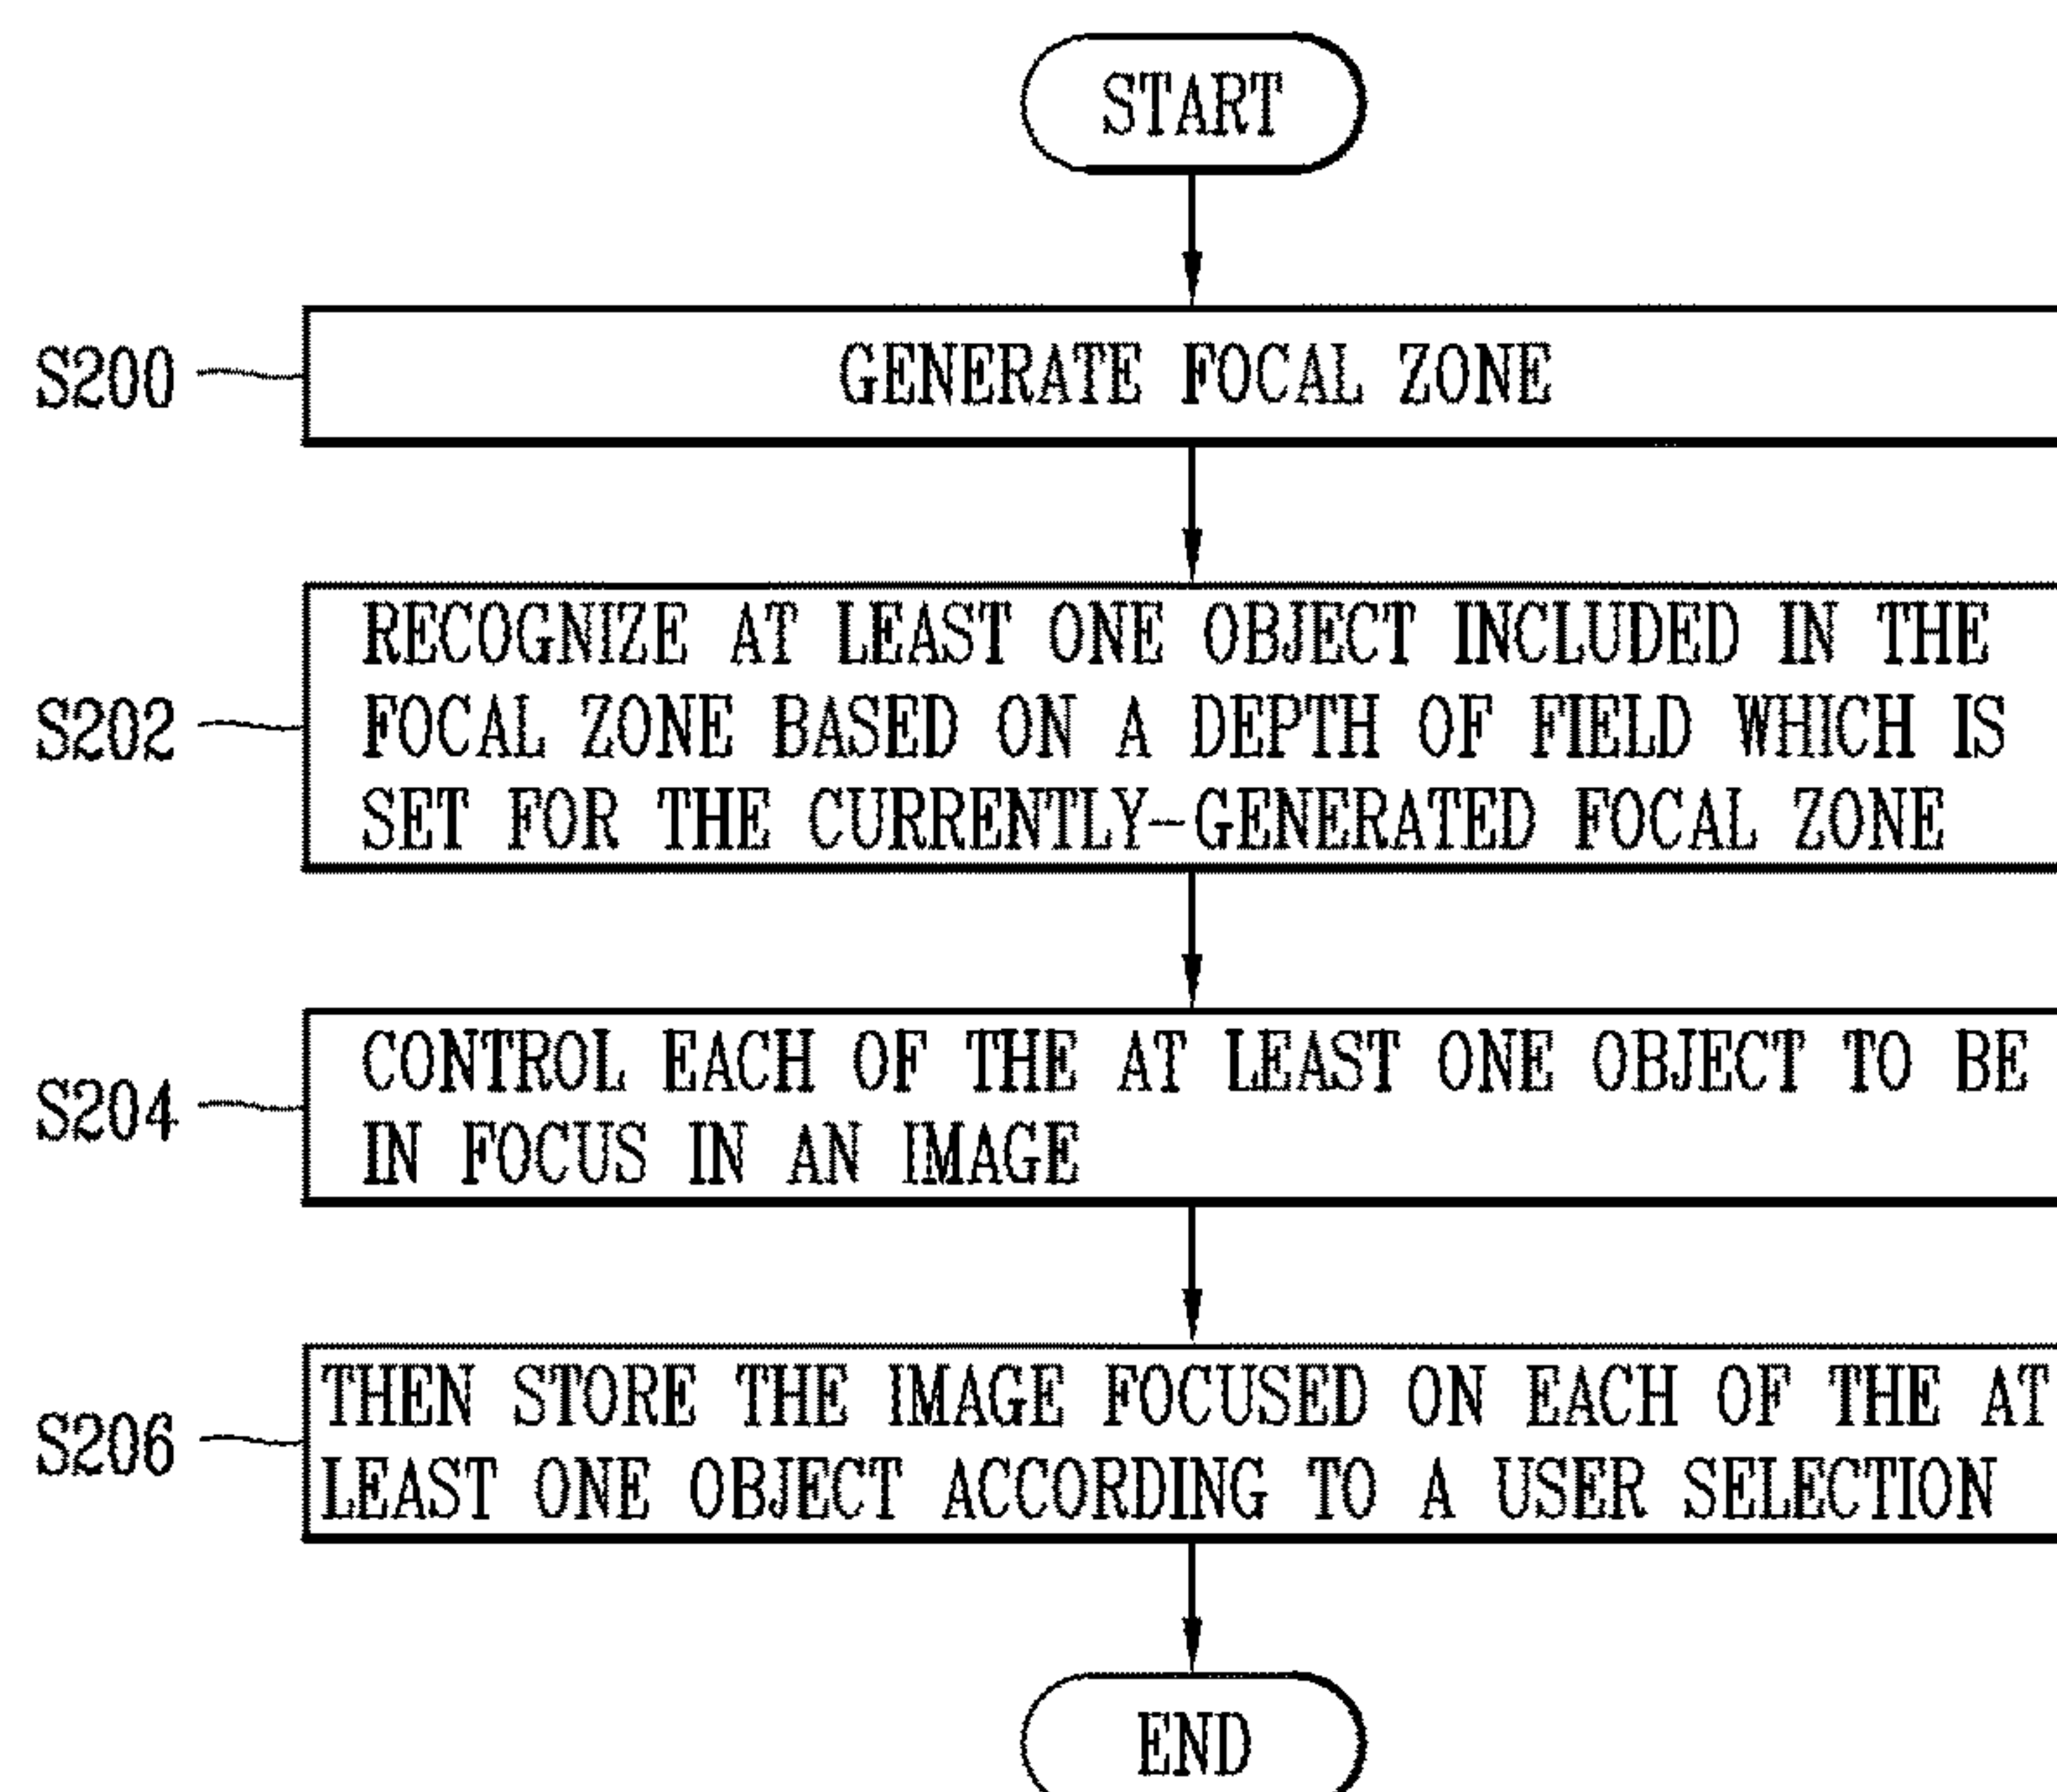 START
S200
GENERATE FOCAL ZONE
S202
RECOGNIZE AT LEAST ONE OBJECT INCLUDED IN THE
FOCAL ZONE BASED ON A DEPTH OF FIELD WHICH IS
SET FOR THE CURRENTLY-GENERATED FOCAL ZONE
S204
CONTROL EACH OF THE AT LEAST ONE OBJECT TO BE
IN FOCUS IN AN IMAGE
S206
THEN STORE THE IMAGE FOCUSED ON EACH OF THE AT
LEAST ONE OBJECT ACCORDING TO A USER SELECTION
END